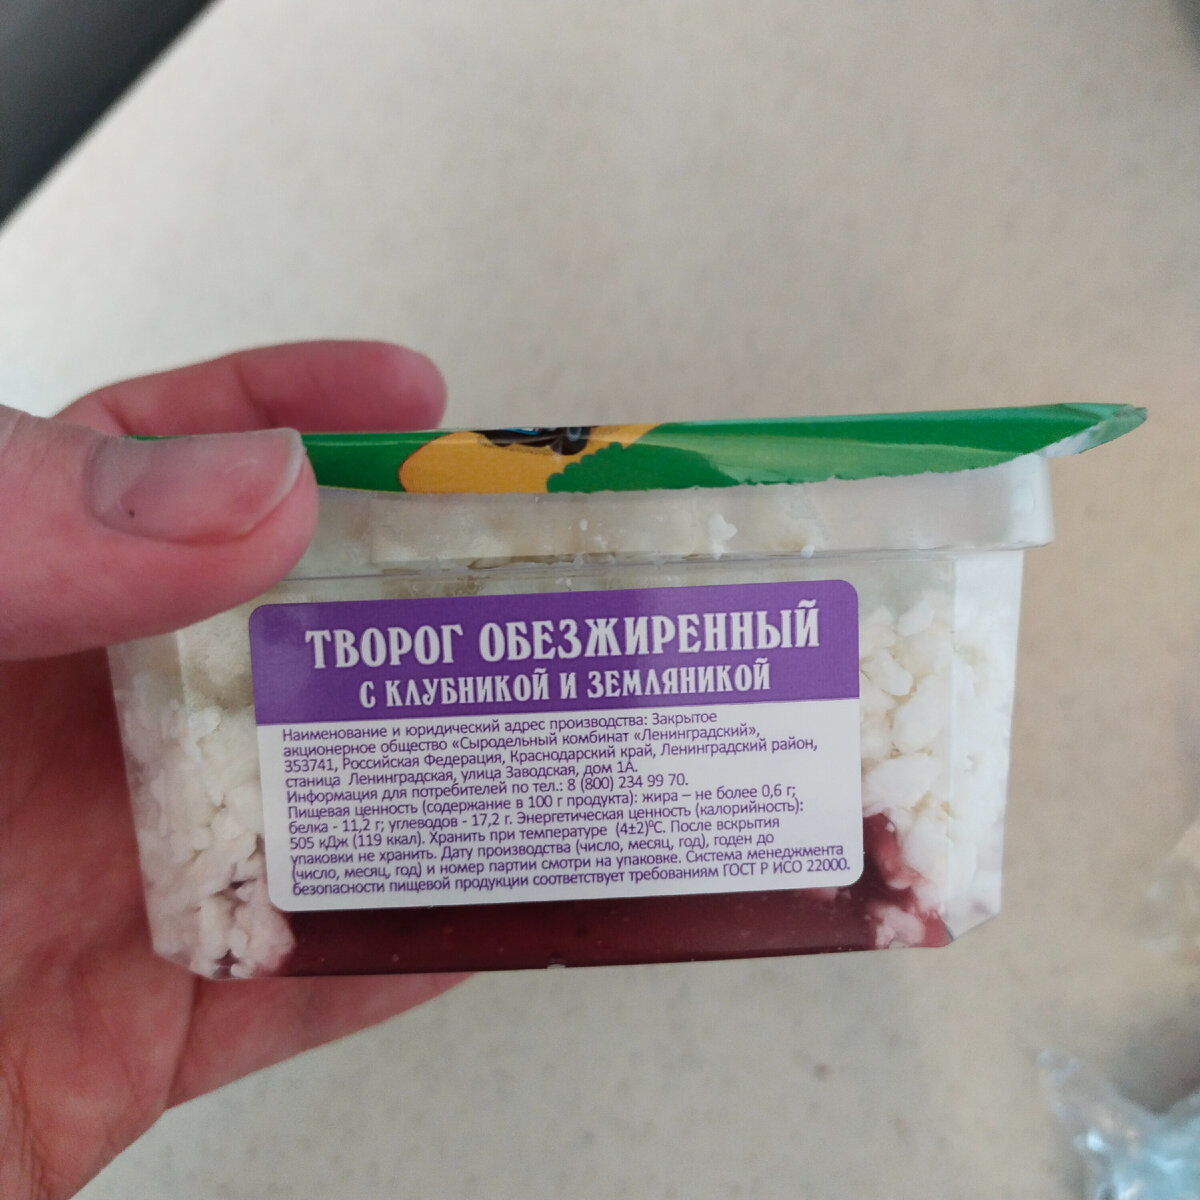 ТВОРОГ ОБЕЗЖИРЕННЫЙ
С КЛУБНИКОЙ И ЗЕМЛЯНИКОЙ
Наименование и юридический адрес производства: Закрытое
акционерное общество «Сыродельный комбинат «Ленинградский»,
353741, Российская Федерация, Краснодарский край, Ленинградский район,
станица Ленинградская, улица Заводская, дом 1А.
Информация для потребителей по тел.: 8 (800) 234 99 70.
Пищевая ценность (содержание в 100 г продукта): жира – не более 0,6 г;
белка - 11,2 г; углеводов - 17,2 г. Энергетическая ценность (калорийность):
505 кДж (119 ккал). Хранить при температуре (4±2)⁰С. После вскрытия
упаковки не хранить. Дату производства (число, месяц, год), годен до
(число, месяц, год) и номер партии смотри на упаковке. Система менеджмента
безопасности пищевой продукции соответствует требованиям ГОСТ Р ИСО 22000.